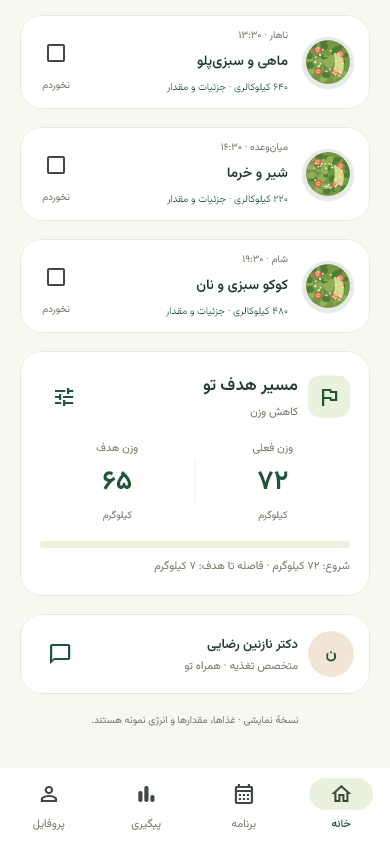 ناهار · ۱۳:۳۰
ماهی و سبزی‌پلو
۶۴۰ کیلوکالری · جزئیات و مقدار
نخوردم
میان‌وعده · ۱۶:۳۰
شیر و خرما
۲۲۰ کیلوکالری · جزئیات و مقدار
نخوردم
شام · ۱۹:۳۰
کوکو سبزی و نان
۴۸۰ کیلوکالری · جزئیات و مقدار
نخوردم
مسیر هدف تو
کاهش وزن
وزن فعلی
۷۲
کیلوگرم
وزن هدف
۶۵
کیلوگرم
شروع: ۷۲ کیلوگرم · فاصله تا هدف: ۷ کیلوگرم
ن
دکتر نازنین رضایی
متخصص تغذیه · همراه تو
نسخهٔ نمایشی · غذاها، مقدارها و انرژی نمونه هستند.
خانه
برنامه
پیگیری
پروفایل